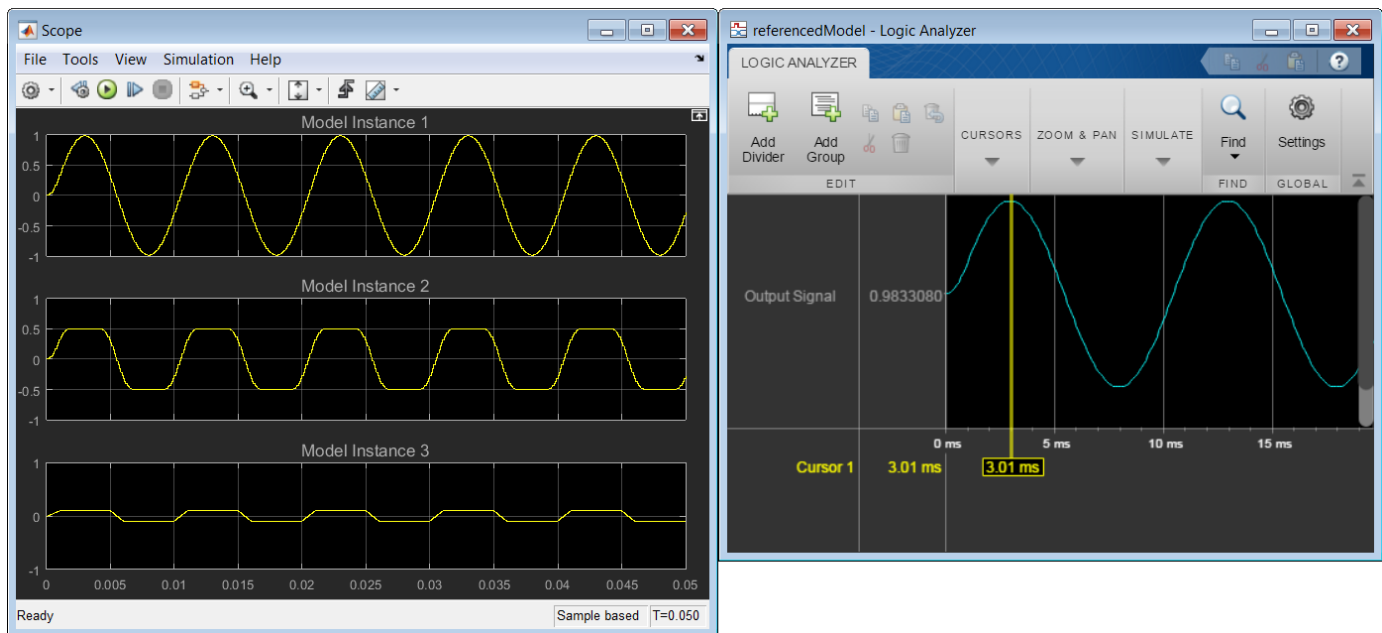 Scope
File Tools View Simulation Help
Model Instance 1
1
0.5
0
-0.5
-1
Model Instance 2
1
0.5
0
-0.5
-1
Model Instance 3
1
0
-1
0 0.005 0.01 0.015 0.02 0.025 0.03 0.035 0.04 0.045 0.05
Ready Sample based T=0.050
referencedModel - Logic Analyzer
LOGIC ANALYZER
?
Add Divider
Add Group
EDIT
CURSORS
ZOOM & PAN
SIMULATE
Find
FIND
Settings
GLOBAL
Output Signal 0.9833080
0 ms 5 ms 10 ms 15 ms
Cursor 1 3.01 ms 3.01 ms